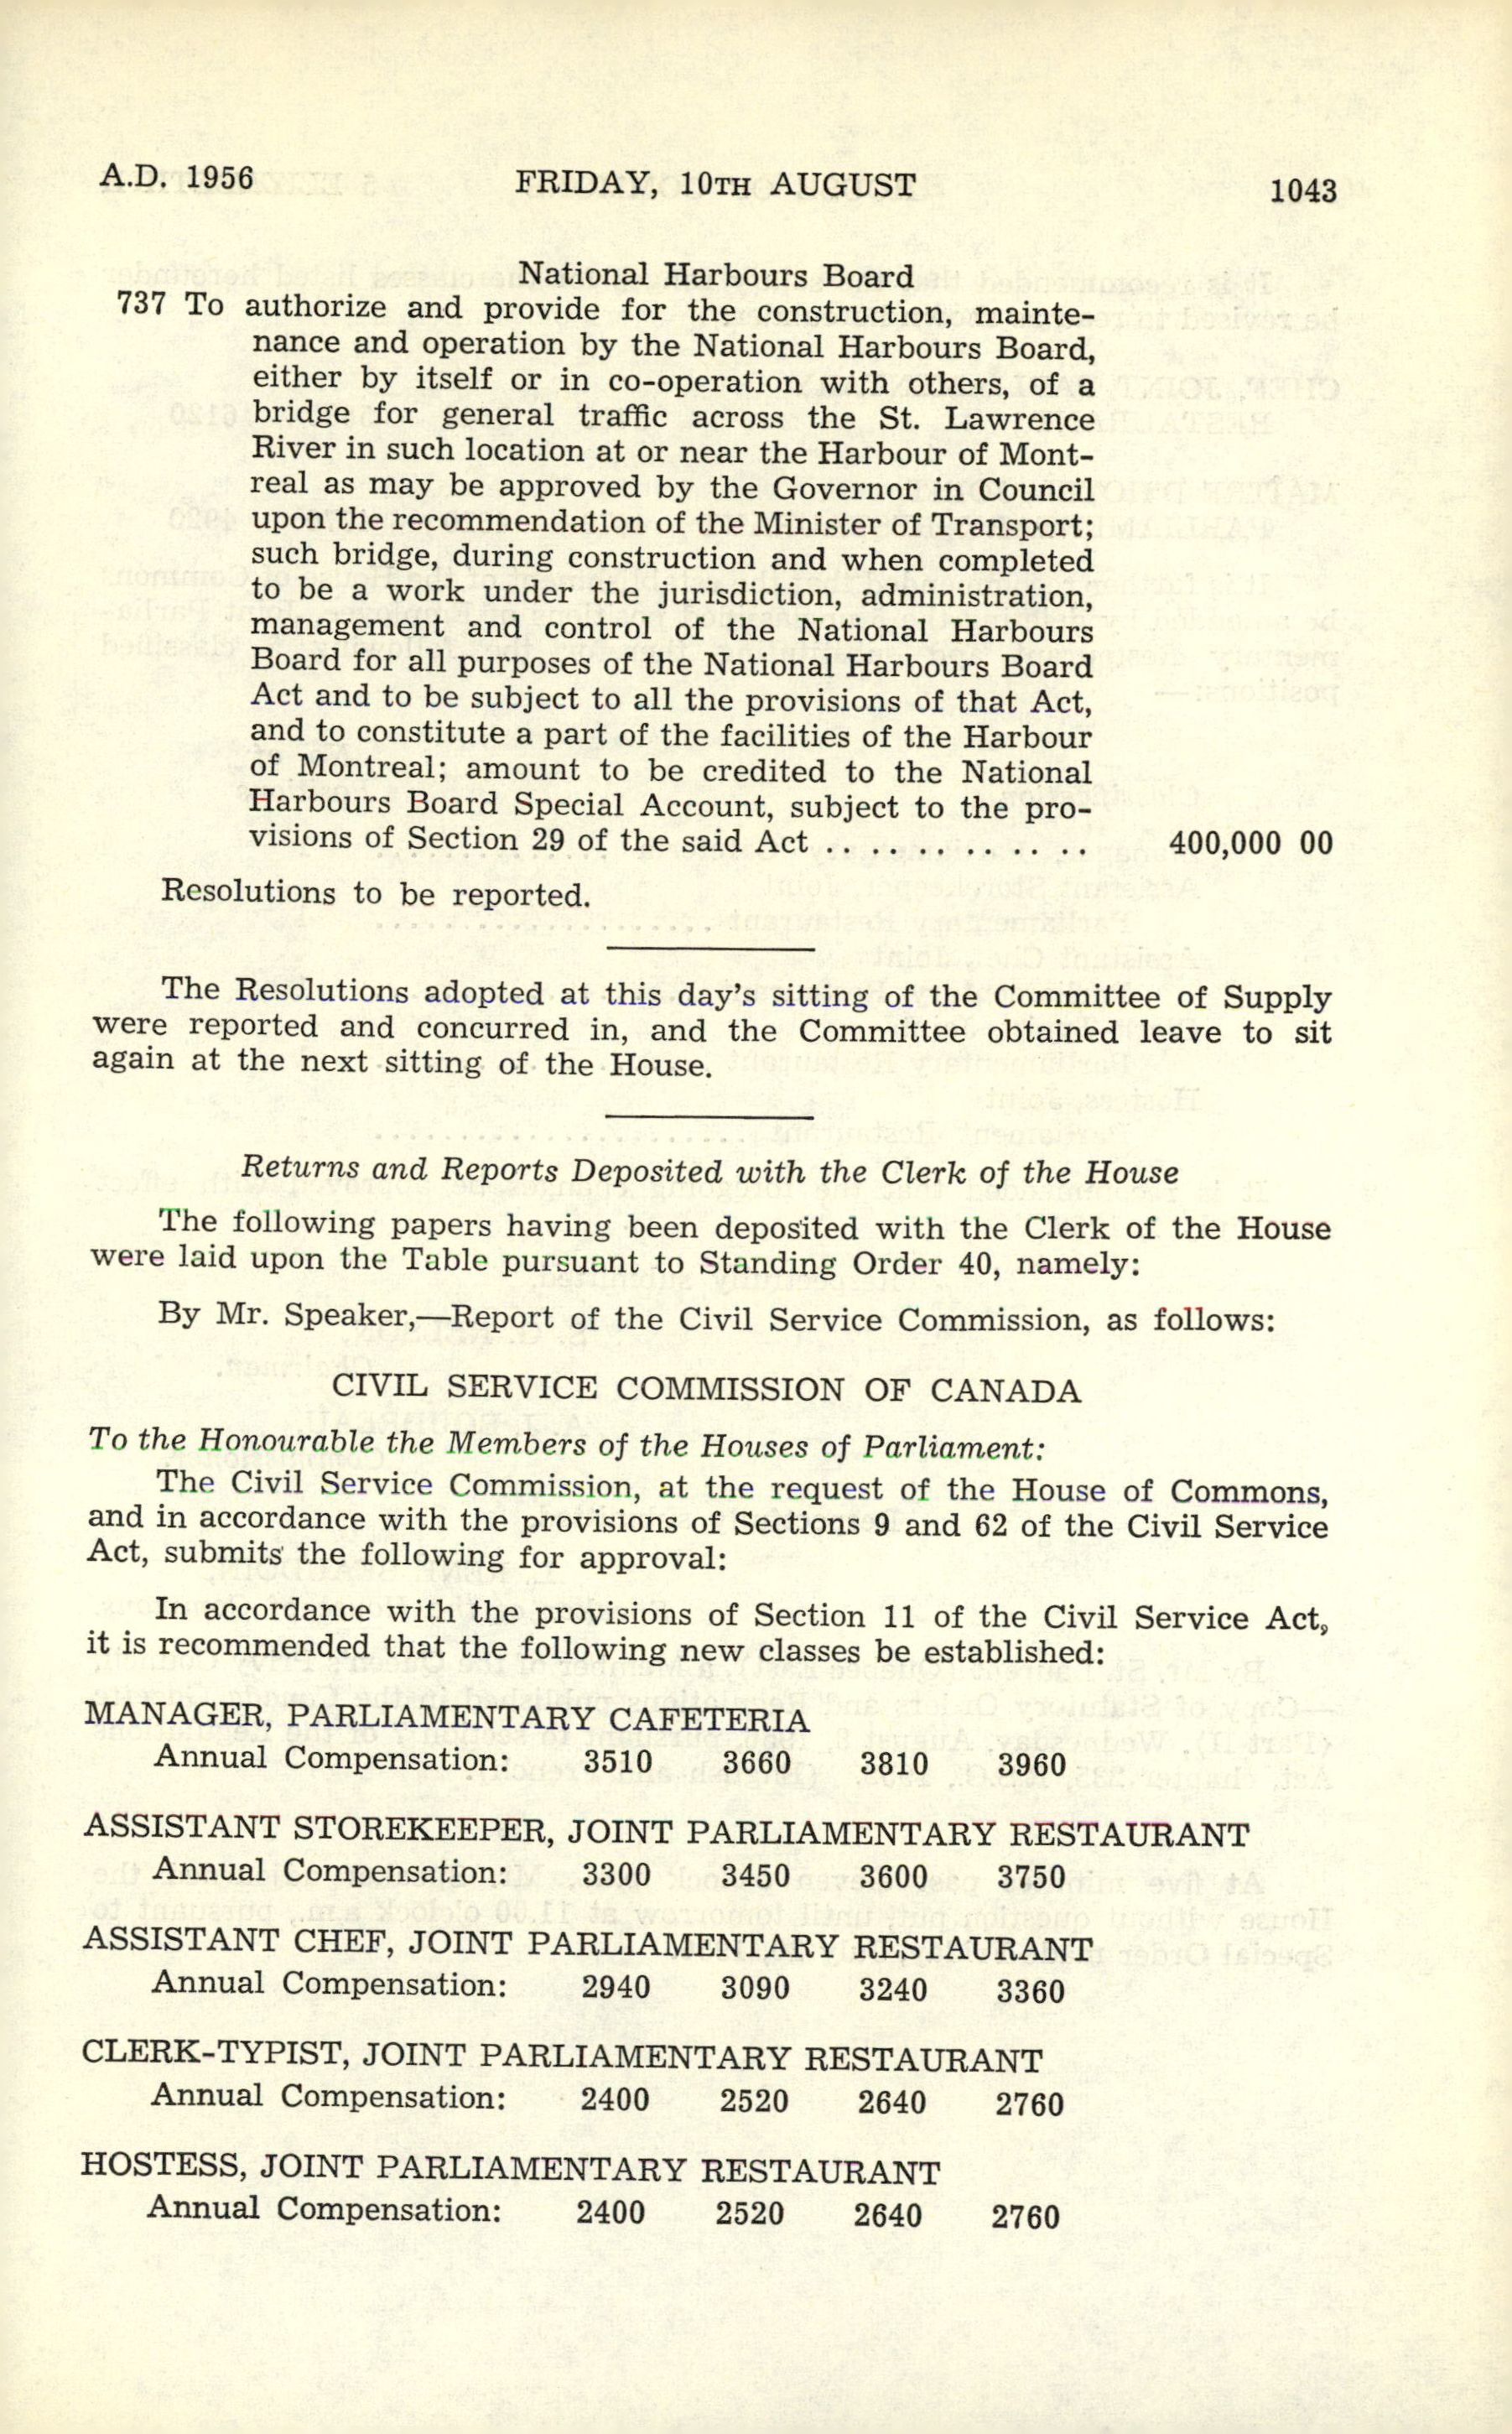 A.D. 1956 FRIDAY, 10TH AUGUST 1043
National Harbours Board
737 To authorize and provide for the construction, mainte-
nance and operation by the National Harbours Board,
either by itself or in co-operation with others, of a
bridge for general traffic across the St. Lawrence
River in such location at or near the Harbour of Mont-
real as may be approved by the Governor in Council
upon the recommendation of the Minister of Transport;
such bridge, during construction and when completed
to be a work under the jurisdiction, administration,
management and control of the National Harbours
Board for all purposes of the National Harbours Board
Act and to be subject to all the provisions of that Act,
and to constitute a part of the facilities of the Harbour
of Montreal; amount to be credited to the National
Harbours Board Special Account, subject to the pro-
visions of Section 29 of the said Act . . . . . . . . . . . . 400,000 00
Resolutions to be reported.
The Resolutions adopted at this day's sitting of the Committee of Supply
were reported and concurred in, and the Committee obtained leave to sit
again at the next sitting of the House.
Returns and Reports Deposited with the Clerk of the House
The following papers having been deposited with the Clerk of the House
were laid upon the Table pursuant to Standing Order 40, namely:
By Mr. Speaker,—Report of the Civil Service Commission, as follows:
CIVIL SERVICE COMMISSION OF CANADA
To the Honourable the Members of the Houses of Parliament:
The Civil Service Commission, at the request of the House of Commons,
and in accordance with the provisions of Sections 9 and 62 of the Civil Service
Act, submits the following for approval:
In accordance with the provisions of Section 11 of the Civil Service Act,
it is recommended that the following new classes be established:
MANAGER, PARLIAMENTARY CAFETERIA
Annual Compensation: 3510 3660 3810 3960
ASSISTANT STOREKEEPER, JOINT PARLIAMENTARY RESTAURANT
Annual Compensation: 3300 3450 3600 3750
ASSISTANT CHEF, JOINT PARLIAMENTARY RESTAURANT
Annual Compensation: 2940 3090 3240 3360
CLERK-TYPIST, JOINT PARLIAMENTARY RESTAURANT
Annual Compensation: 2400 2520 2640 2760
HOSTESS, JOINT PARLIAMENTARY RESTAURANT
Annual Compensation: 2400 2520 2640 2760